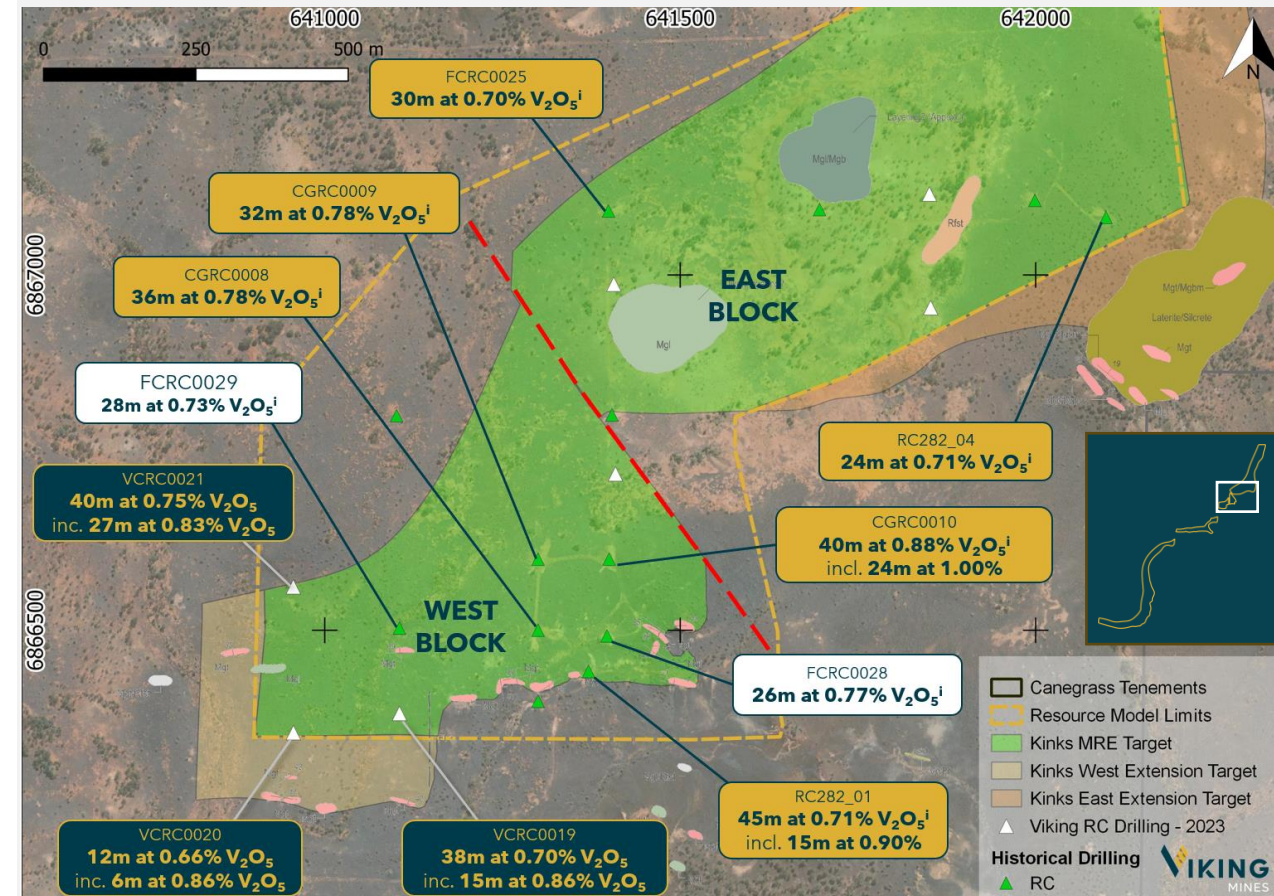 641000
641500
642000
0
250
500 m
N
6867000
6866500
FCRC0025
30m at 0.70% V₂O₅ⁱ
CGRC0009
32m at 0.78% V₂O₅ⁱ
CGRC0008
36m at 0.78% V₂O₅ⁱ
FCRC0029
28m at 0.73% V₂O₅ⁱ
VCRC0021
40m at 0.75% V₂O₅
inc. 27m at 0.83% V₂O₅
Mgl/Mgb
Rfst
Mgl
EAST
BLOCK
Mgt/Mgbm
Laterite/Silcrete
Mgt
RC282_04
24m at 0.71% V₂O₅ⁱ
CGRC0010
40m at 0.88% V₂O₅ⁱ
incl. 24m at 1.00%
WEST
BLOCK
FCRC0028
26m at 0.77% V₂O₅ⁱ
RC282_01
45m at 0.71% V₂O₅ⁱ
incl. 15m at 0.90%
VCRC0020
12m at 0.66% V₂O₅
inc. 6m at 0.86% V₂O₅
VCRC0019
38m at 0.70% V₂O₅
inc. 15m at 0.86% V₂O₅
Canegrass Tenements
Resource Model Limits
Kinks MRE Target
Kinks West Extension Target
Kinks East Extension Target
Viking RC Drilling - 2023
Historical Drilling
RC
VIKING
MINES